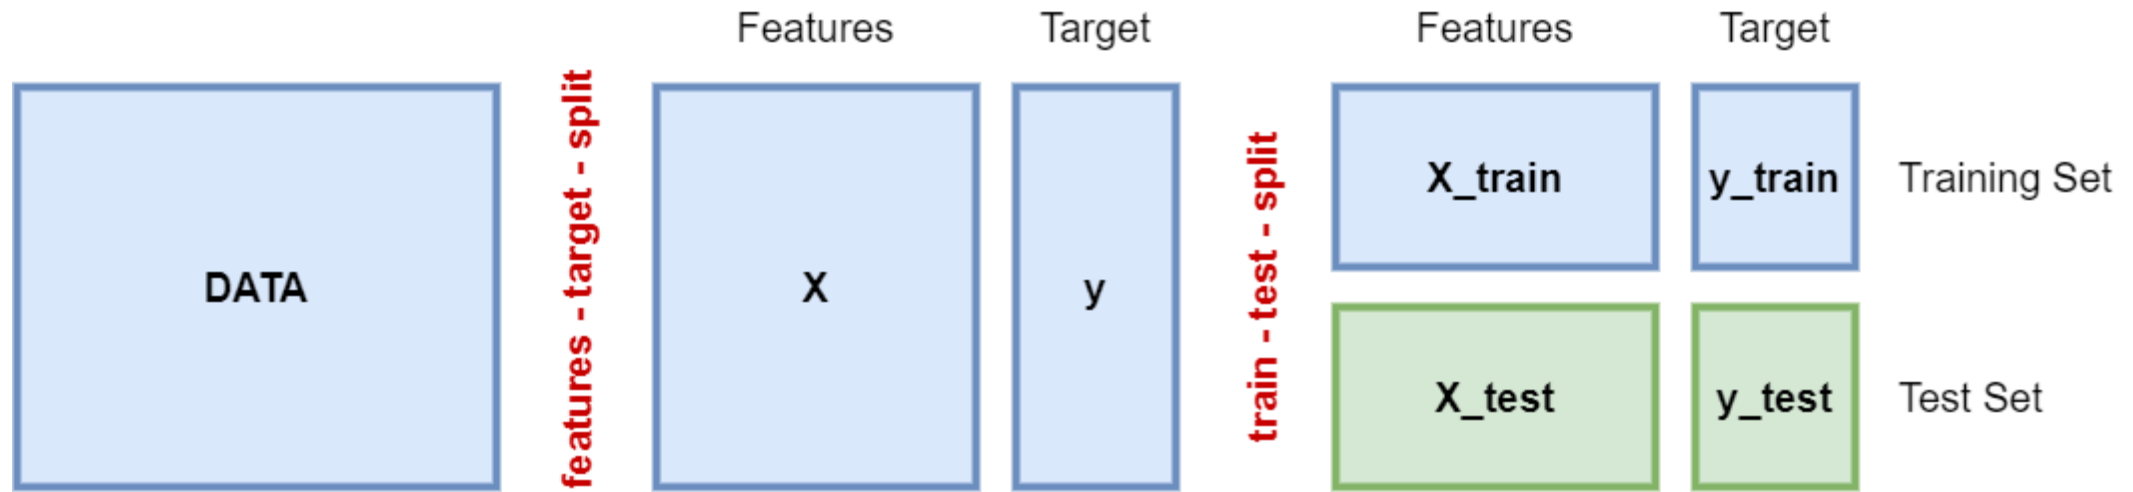 Features
Target
Features
Target
DATA
features - target - split
X
y
train - test - split
X_train
y_train
Training Set
X_test
y_test
Test Set